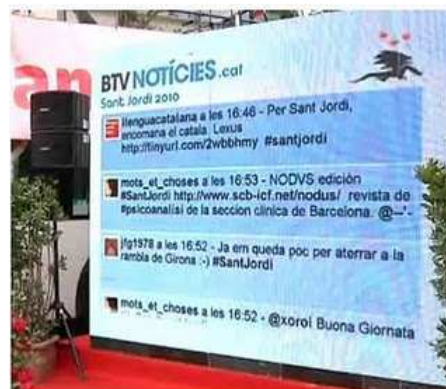 an
BTV NOTÍCIES.cat
Sant Jordi 2010
llenguacatalana a les 16:46 - Per Sant Jordi,
encomana el català. Lexus
http://tinyurl.com/2wbbhmy #santjordi
mots_et_choses a les 16:53 - NODVS edición
#SantJordi http://www.scb-icf.net/nodus/ revista de
#psicoanalisi de la seccion clinica de Barcelona. @--'-
jfg1978 a les 16:52 - Ja em queda poc per aterrar a la
rambla de Girona :-) #SantJordi
mots_et_choses a les 16:52 - @xoroi Buona Giornata